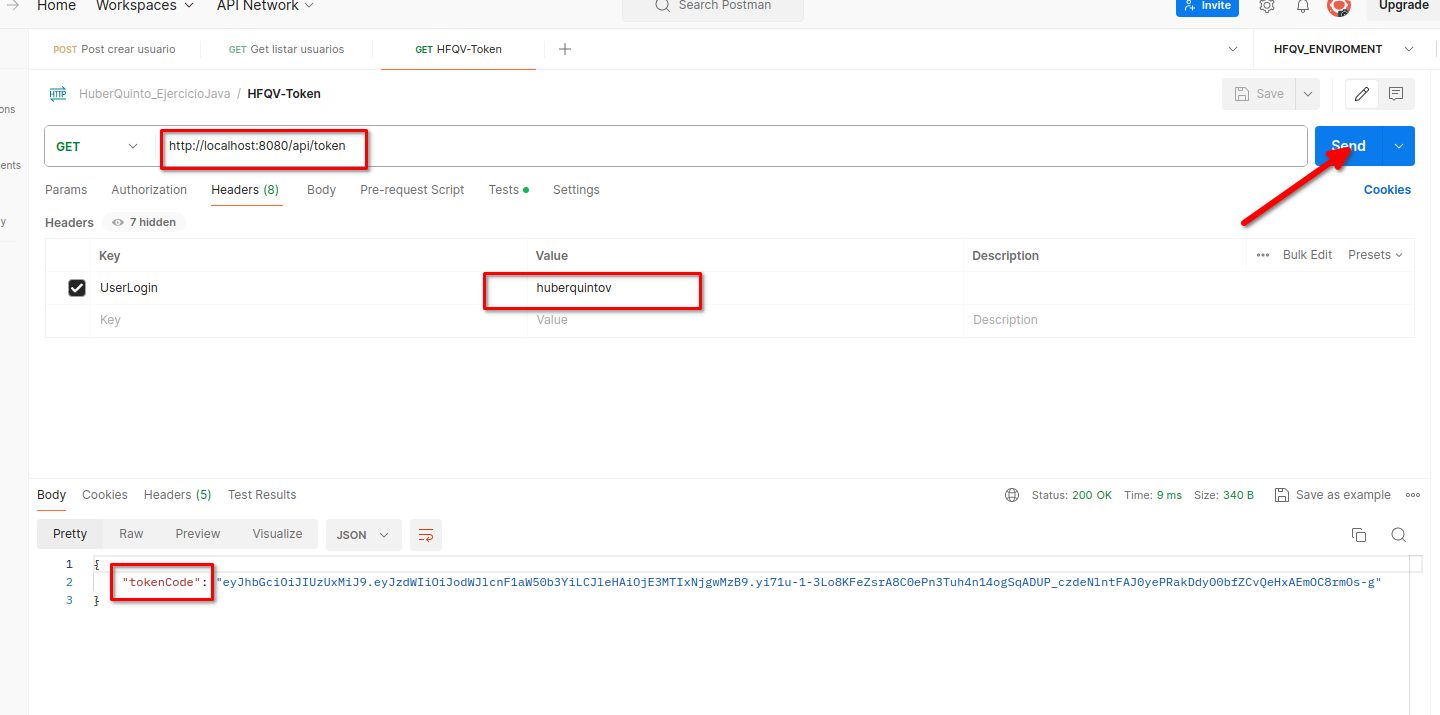 Home Workspaces API Network Search Postman Invite Upgrade
POST Post crear usuario GET Get listar usuarios GET HFQV-Token HFQV_ENVIROMENT
HTTP HuberQuinto_EjercicioJava / HFQV-Token Save
ons
GET http://localhost:8080/api/token Send
ents
Params Authorization Headers (8) Body Pre-request Script Tests Settings Cookies
y
Headers 7 hidden
Key Value Description Bulk Edit Presets
UserLogin huberquintov
Key Value Description
Body Cookies Headers (5) Test Results Status: 200 OK Time: 9 ms Size: 340 B Save as example
Pretty Raw Preview Visualize JSON
1 {
2 "tokenCode": "eyJhbGciOiJIUzUxMiJ9.eyJzdWIiOiJodWJlcnF1aW50b3YiLCJleHAiOjE3MTIxNjgwMzB9.yi71u-1-3Lo8KFeZsrA8C0ePn3Tuh4n14ogSqADUP_czdeNlntFAJ0yePRakDdyO0bfZCvQeHxAEmOC8rmOs-g"
3 }